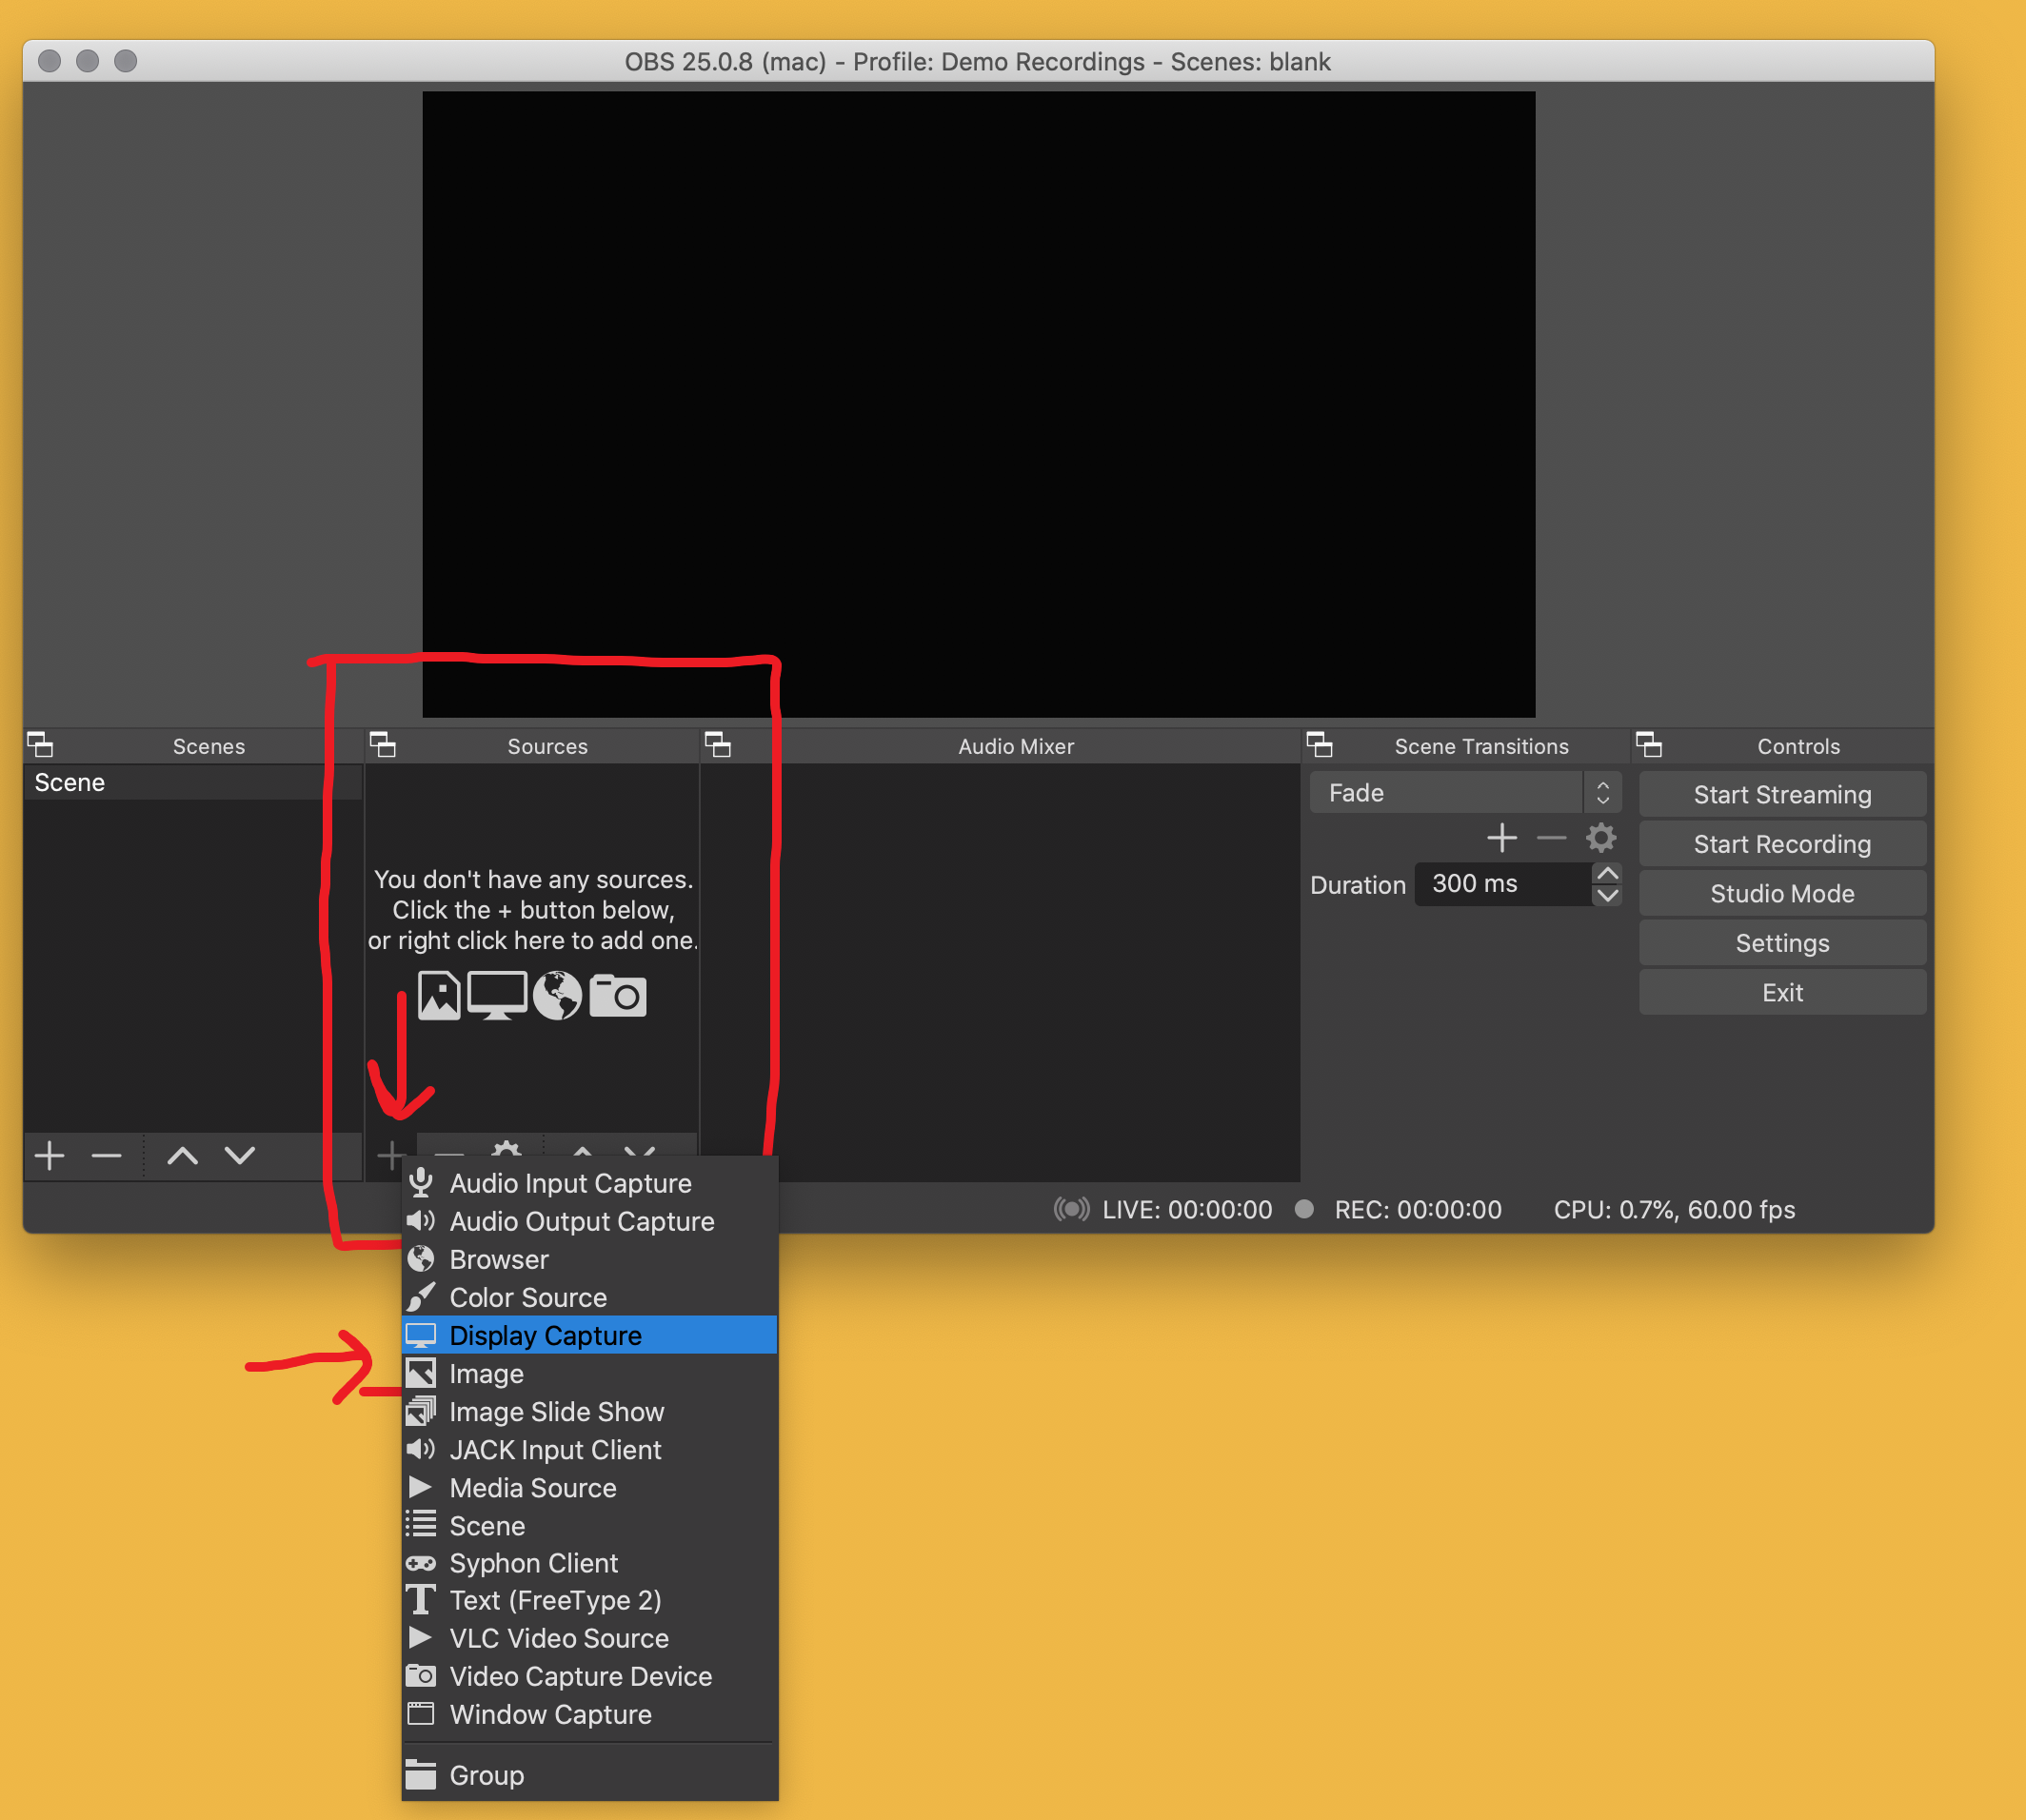 OBS 25.0.8 (mac) - Profile: Demo Recordings - Scenes: blank
Scenes
Scene
Sources
You don't have any sources.
Click the + button below,
or right click here to add one.
Audio Mixer
Scene Transitions
Fade
Duration 300 ms
Controls
Start Streaming
Start Recording
Studio Mode
Settings
Exit
LIVE: 00:00:00 REC: 00:00:00 CPU: 0.7%, 60.00 fps
Audio Input Capture
Audio Output Capture
Browser
Color Source
Display Capture
Image
Image Slide Show
JACK Input Client
Media Source
Scene
Syphon Client
Text (FreeType 2)
VLC Video Source
Video Capture Device
Window Capture
Group